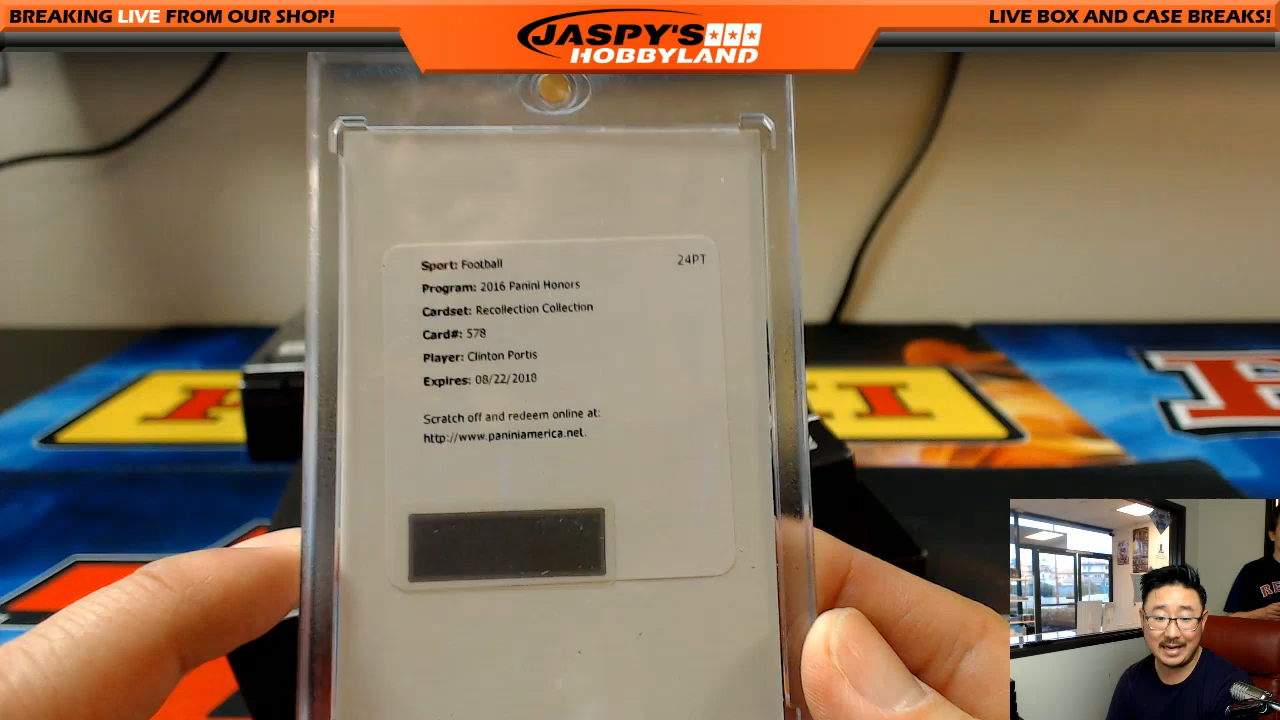 BREAKING LIVE FROM OUR SHOP!
JASPY'S
HOBBYLAND
LIVE BOX AND CASE BREAKS!
Sport: Football
24PT
Program: 2016 Panini Honors
Cardset: Recollection Collection
Card#: 578
Player: Clinton Portis
Expires: 08/22/2018
Scratch off and redeem online at:
http://www.paniniamerica.net.